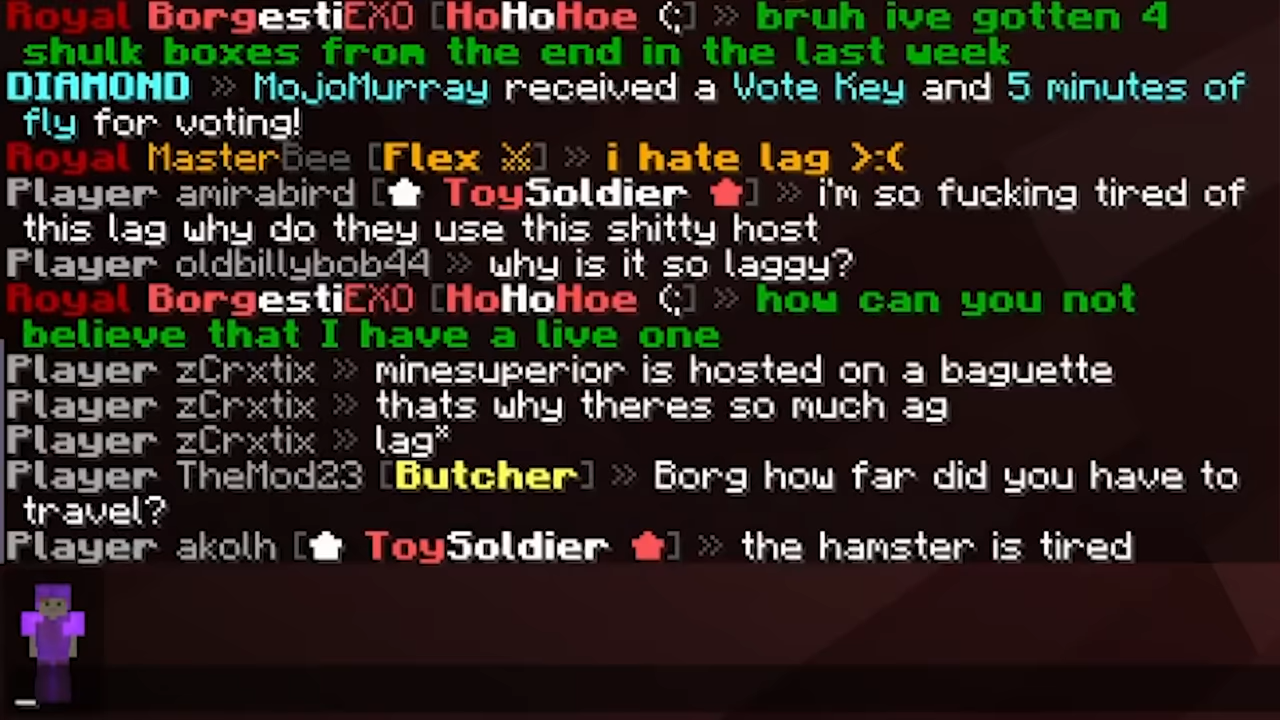 Royal BorgestiEXO [HoHoHoe (;] » bruh ive gotten 4
shulk boxes from the end in the last week
DIAMOND » MojoMurray received a Vote Key and 5 minutes of
fly for voting!
Royal MasterBee [Flex ⚔] » i hate lag >:(
Player amirabird [⬟ ToySoldier ⬟] » i'm so fucking tired of
this lag why do they use this shitty host
Player oldbillybob44 » why is it so laggy?
Royal BorgestiEXO [HoHoHoe (;] » how can you not
believe that I have a live one
Player zCrxtix » minesuperior is hosted on a baguette
Player zCrxtix » thats why theres so much ag
Player zCrxtix » lag*
Player TheMod23 [Butcher] » Borg how far did you have to
travel?
Player akolh [⬟ ToySoldier ⬟] » the hamster is tired
_